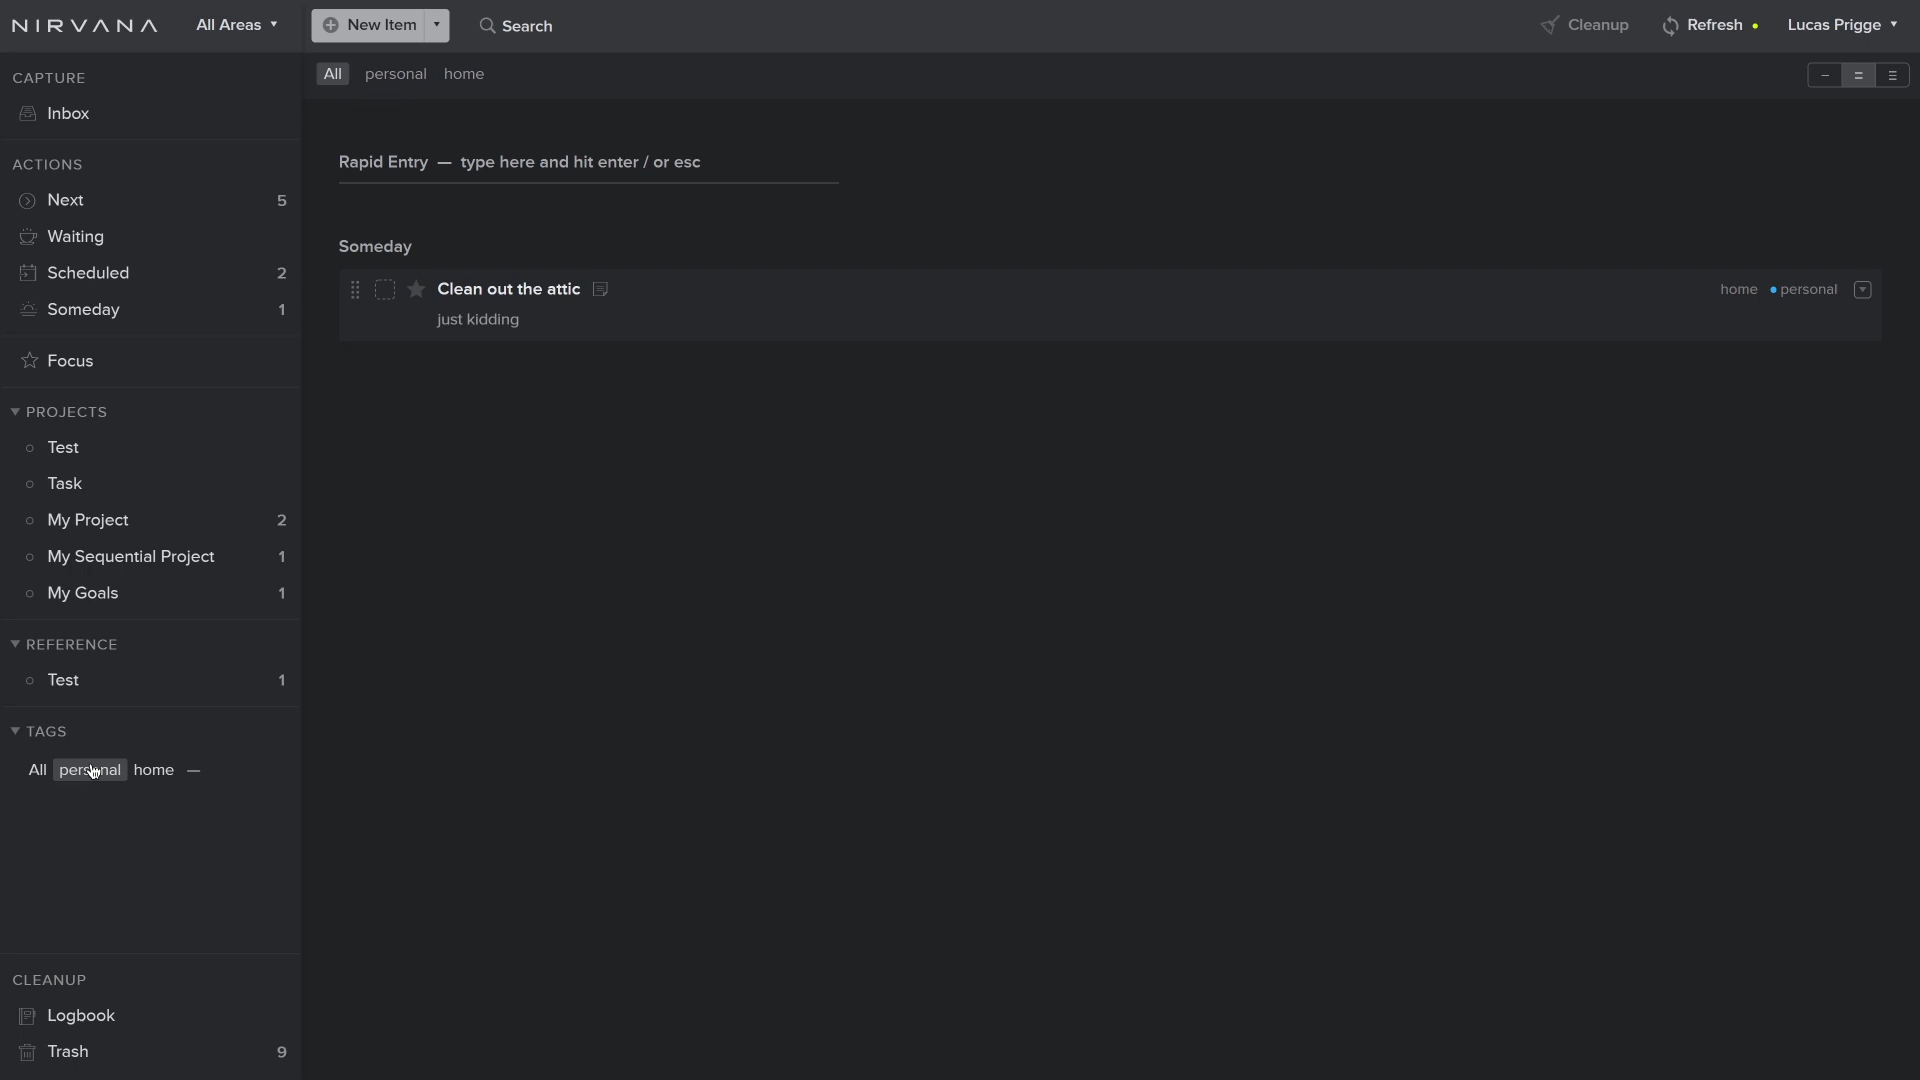 NIRVANA
All Areas
New Item
Search
Cleanup
Refresh
Lucas Prigge
All
personal
home
CAPTURE
Inbox
ACTIONS
Next 5
Waiting
Scheduled 2
Someday 1
Focus
PROJECTS
Test
Task
My Project 2
My Sequential Project 1
My Goals 1
REFERENCE
Test 1
TAGS
All personal home —
CLEANUP
Logbook
Trash 9
Rapid Entry — type here and hit enter / or esc
Someday
Clean out the attic
home personal
just kidding